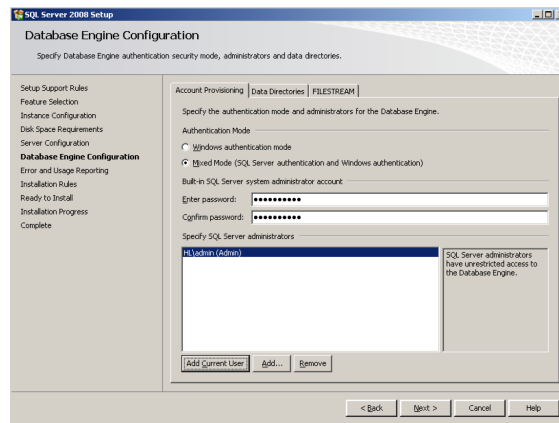 SQL Server 2008 Setup
Database Engine Configuration
Specify Database Engine authentication security mode, administrators and data directories.
Setup Support Rules
Feature Selection
Instance Configuration
Disk Space Requirements
Server Configuration
Database Engine Configuration
Error and Usage Reporting
Installation Rules
Ready to Install
Installation Progress
Complete
Account Provisioning Data Directories FILESTREAM
Specify the authentication mode and administrators for the Database Engine.
Authentication Mode
Windows authentication mode
Mixed Mode (SQL Server authentication and Windows authentication)
Built-in SQL Server system administrator account
Enter password: ●●●●●●●●●●
Confirm password: ●●●●●●●●●●
Specify SQL Server administrators
HL\admin (Admin)
SQL Server administrators
have unrestricted access to
the Database Engine.
Add Current User Add... Remove
< Back Next > Cancel Help